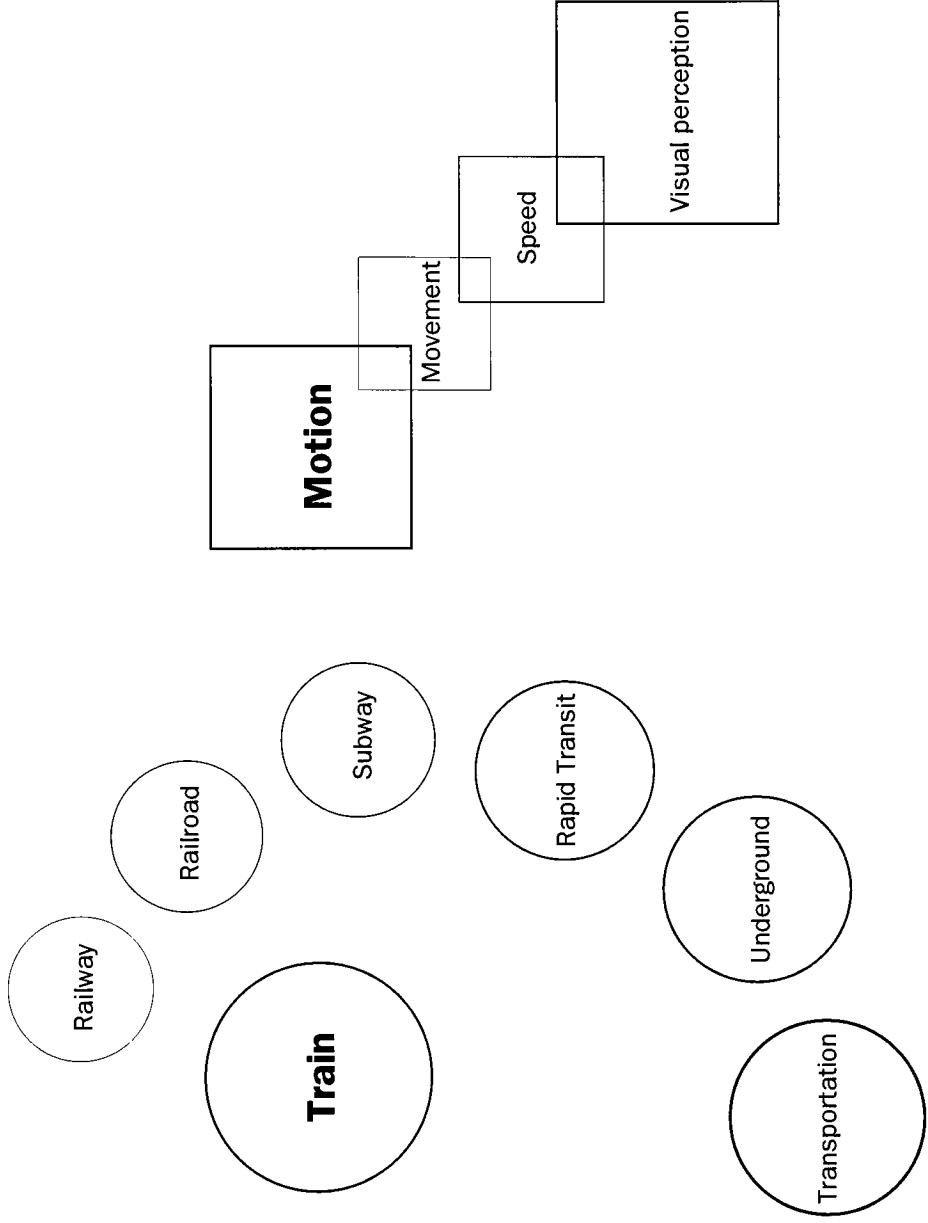 Railway
Railroad
Train
Subway
Rapid Transit
Underground
Transportation
Motion
Movement
Speed
Visual perception